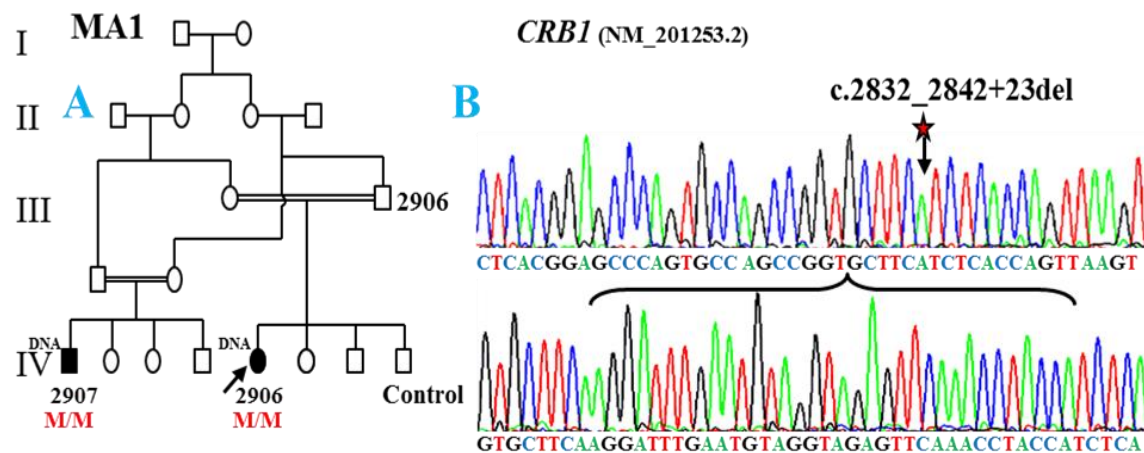 I MA1 CRB1 (NM_201253.2)
c.2832_2842+23del
A B
II
III 2906
CTCACGGAGCCCAGTGCCAGCCGGTGCTTCATCTCACCAGTTAAGT
IV DNA DNA
2907 2906 Control
M/M M/M
GTGCTTCAAGGATTTGAATGTAGGTAGAGTTCAAACCTACCATCTCA